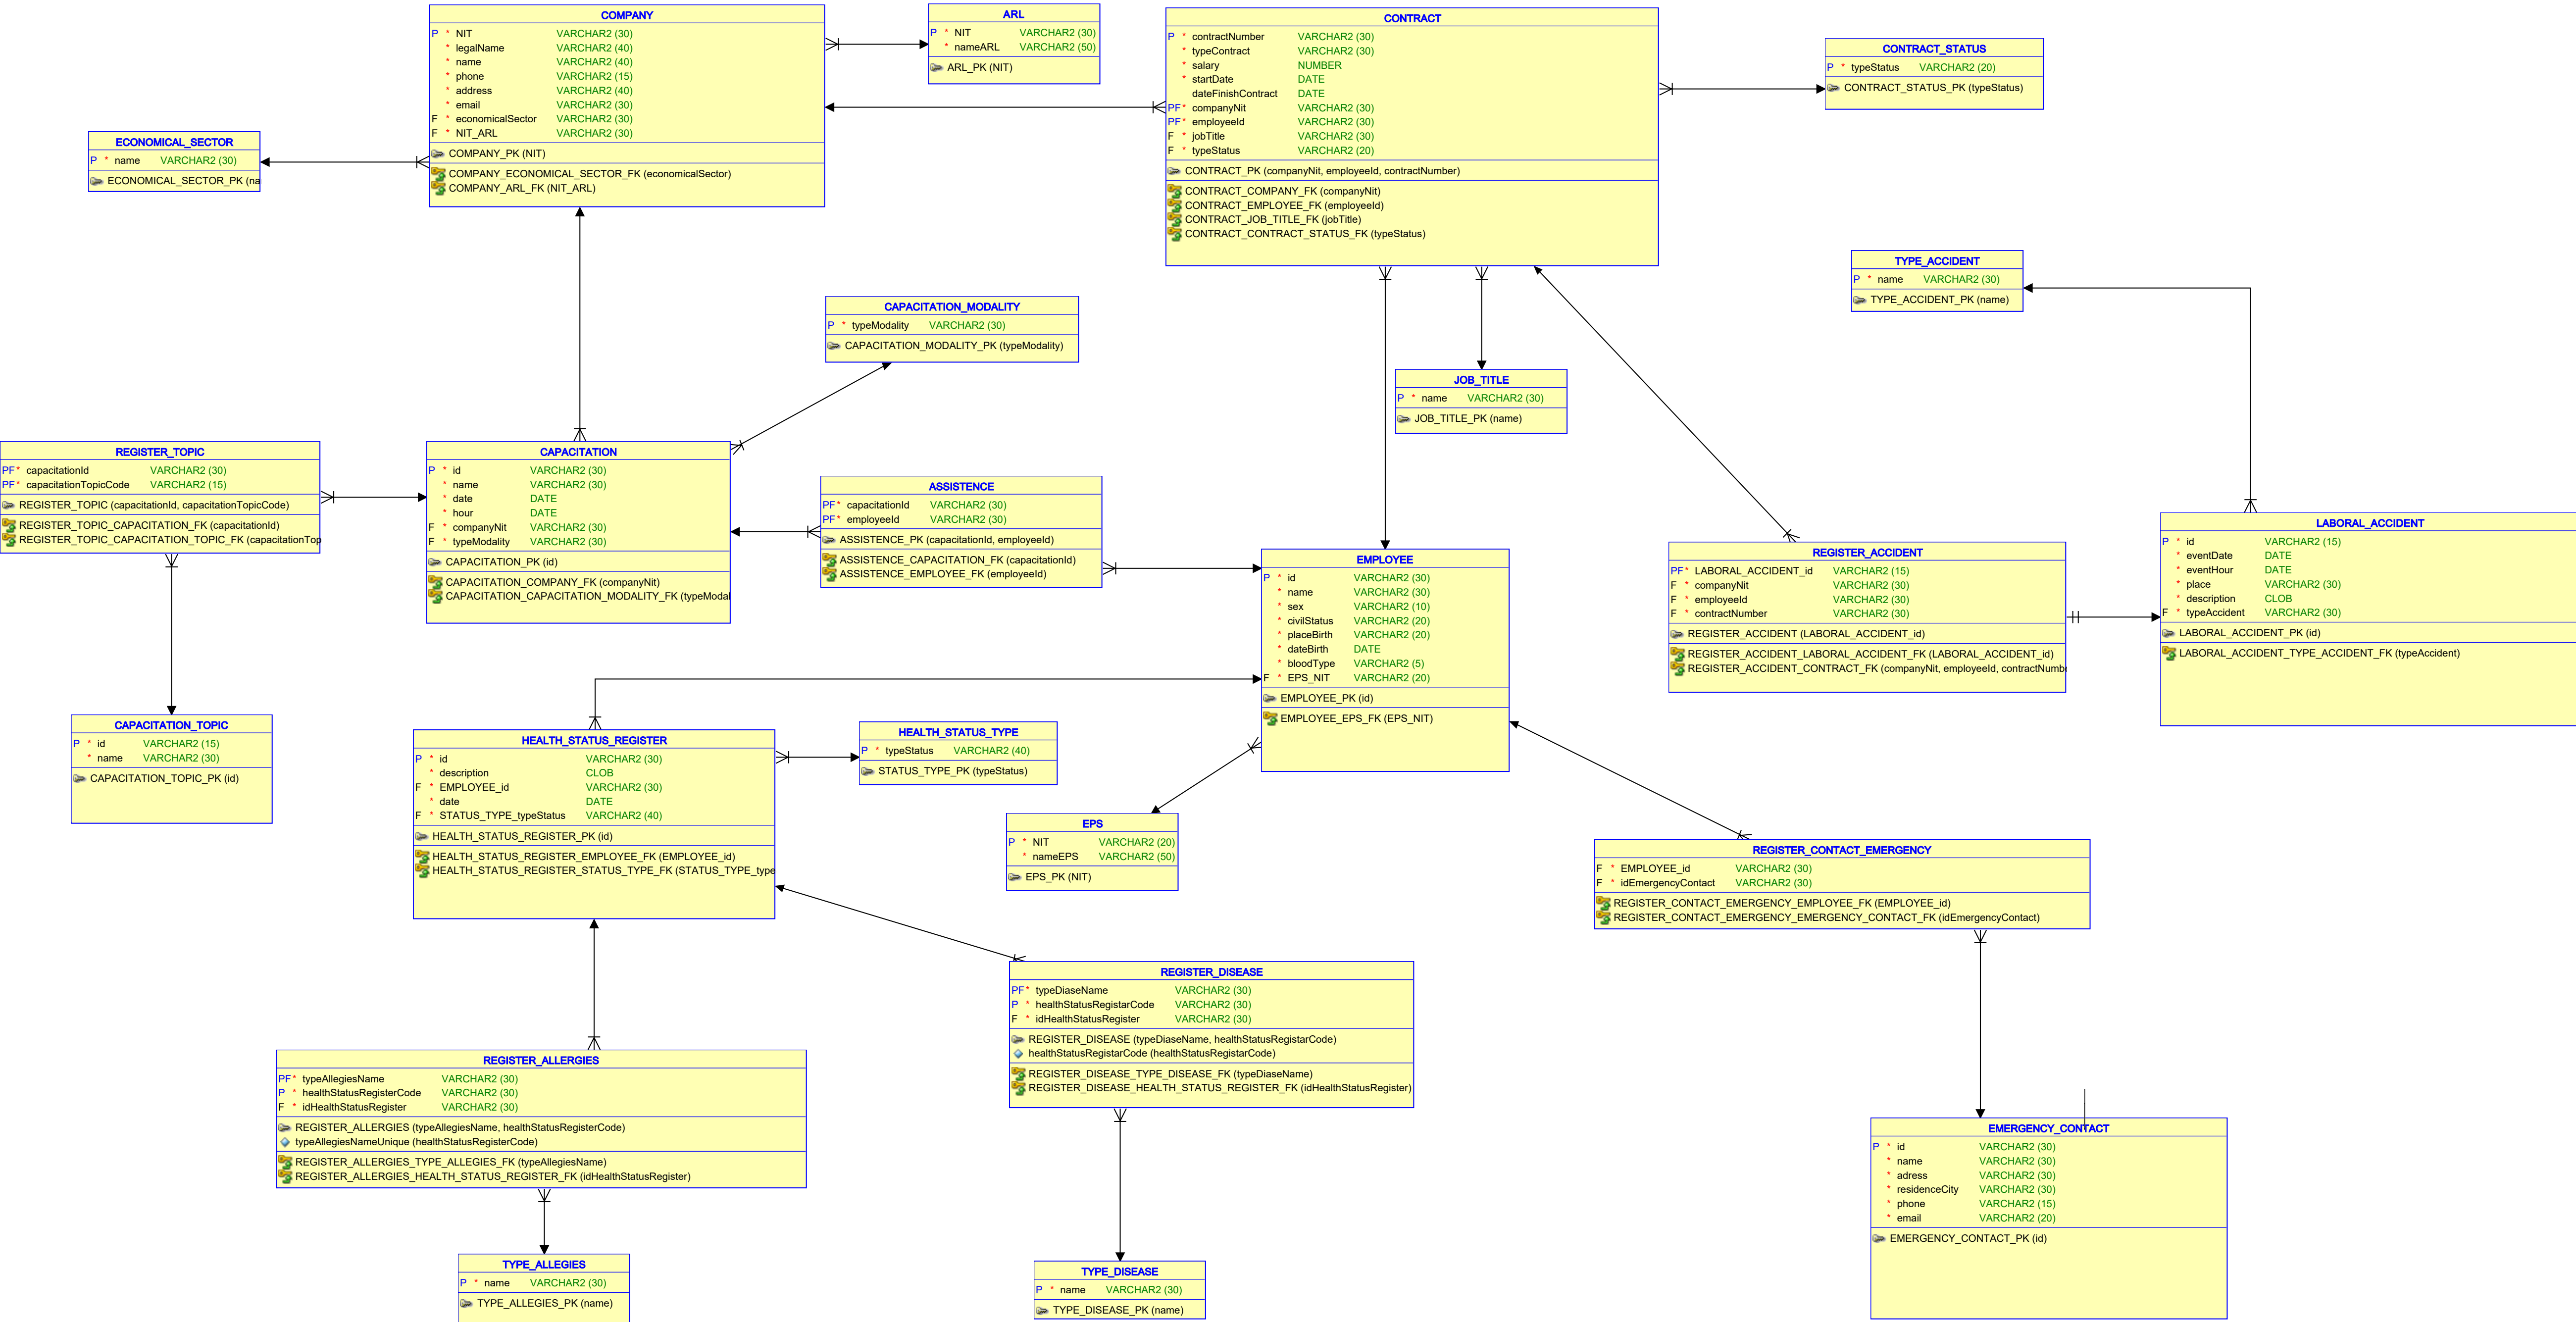 COMPANY
P * NIT VARCHAR2 (30)
* legalName VARCHAR2 (40)
* name VARCHAR2 (40)
* phone VARCHAR2 (15)
* address VARCHAR2 (40)
* email VARCHAR2 (30)
F * economicalSector VARCHAR2 (30)
F * NIT_ARL VARCHAR2 (30)
COMPANY_PK (NIT)
COMPANY_ECONOMICAL_SECTOR_FK (economicalSector)
COMPANY_ARL_FK (NIT_ARL)
ARL
P * NIT VARCHAR2 (30)
* nameARL VARCHAR2 (50)
ARL_PK (NIT)
CONTRACT
P * contractNumber VARCHAR2 (30)
* typeContract VARCHAR2 (30)
* salary NUMBER
* startDate DATE
dateFinishContract DATE
PF* companyNit VARCHAR2 (30)
PF* employeeId VARCHAR2 (30)
F * jobTitle VARCHAR2 (30)
F * typeStatus VARCHAR2 (20)
CONTRACT_PK (companyNit, employeeId, contractNumber)
CONTRACT_COMPANY_FK (companyNit)
CONTRACT_EMPLOYEE_FK (employeeId)
CONTRACT_JOB_TITLE_FK (jobTitle)
CONTRACT_CONTRACT_STATUS_FK (typeStatus)
CONTRACT_STATUS
P * typeStatus VARCHAR2 (20)
CONTRACT_STATUS_PK (typeStatus)
ECONOMICAL_SECTOR
P * name VARCHAR2 (30)
ECONOMICAL_SECTOR_PK (na
TYPE_ACCIDENT
P * name VARCHAR2 (30)
TYPE_ACCIDENT_PK (name)
CAPACITATION_MODALITY
P * typeModality VARCHAR2 (30)
CAPACITATION_MODALITY_PK (typeModality)
JOB_TITLE
P * name VARCHAR2 (30)
JOB_TITLE_PK (name)
REGISTER_TOPIC
PF* capacitationId VARCHAR2 (30)
PF* capacitationTopicCode VARCHAR2 (15)
REGISTER_TOPIC (capacitationId, capacitationTopicCode)
REGISTER_TOPIC_CAPACITATION_FK (capacitationId)
REGISTER_TOPIC_CAPACITATION_TOPIC_FK (capacitationTop
CAPACITATION
P * id VARCHAR2 (30)
* name VARCHAR2 (30)
* date DATE
* hour DATE
F * companyNit VARCHAR2 (30)
F * typeModality VARCHAR2 (30)
CAPACITATION_PK (id)
CAPACITATION_COMPANY_FK (companyNit)
CAPACITATION_CAPACITATION_MODALITY_FK (typeModal
ASSISTENCE
PF* capacitationId VARCHAR2 (30)
PF* employeeId VARCHAR2 (30)
ASSISTENCE_PK (capacitationId, employeeId)
ASSISTENCE_CAPACITATION_FK (capacitationId)
ASSISTENCE_EMPLOYEE_FK (employeeId)
EMPLOYEE
P * id VARCHAR2 (30)
* name VARCHAR2 (30)
* sex VARCHAR2 (10)
* civilStatus VARCHAR2 (20)
* placeBirth VARCHAR2 (20)
* dateBirth DATE
* bloodType VARCHAR2 (5)
F * EPS_NIT VARCHAR2 (20)
EMPLOYEE_PK (id)
EMPLOYEE_EPS_FK (EPS_NIT)
REGISTER_ACCIDENT
PF* LABORAL_ACCIDENT_id VARCHAR2 (15)
F * companyNit VARCHAR2 (30)
F * employeeId VARCHAR2 (30)
F * contractNumber VARCHAR2 (30)
REGISTER_ACCIDENT (LABORAL_ACCIDENT_id)
REGISTER_ACCIDENT_LABORAL_ACCIDENT_FK (LABORAL_ACCIDENT_id)
REGISTER_ACCIDENT_CONTRACT_FK (companyNit, employeeId, contractNumb
LABORAL_ACCIDENT
P * id VARCHAR2 (15)
* eventDate DATE
* eventHour DATE
* place VARCHAR2 (30)
* description CLOB
F * typeAccident VARCHAR2 (30)
LABORAL_ACCIDENT_PK (id)
LABORAL_ACCIDENT_TYPE_ACCIDENT_FK (typeAccident)
CAPACITATION_TOPIC
P * id VARCHAR2 (15)
* name VARCHAR2 (30)
CAPACITATION_TOPIC_PK (id)
HEALTH_STATUS_REGISTER
P * id VARCHAR2 (30)
* description CLOB
F * EMPLOYEE_id VARCHAR2 (30)
* date DATE
F * STATUS_TYPE_typeStatus VARCHAR2 (40)
HEALTH_STATUS_REGISTER_PK (id)
HEALTH_STATUS_REGISTER_EMPLOYEE_FK (EMPLOYEE_id)
HEALTH_STATUS_REGISTER_STATUS_TYPE_FK (STATUS_TYPE_type
HEALTH_STATUS_TYPE
P * typeStatus VARCHAR2 (40)
STATUS_TYPE_PK (typeStatus)
EPS
P * NIT VARCHAR2 (20)
* nameEPS VARCHAR2 (50)
EPS_PK (NIT)
REGISTER_CONTACT_EMERGENCY
F * EMPLOYEE_id VARCHAR2 (30)
F * idEmergencyContact VARCHAR2 (30)
REGISTER_CONTACT_EMERGENCY_EMPLOYEE_FK (EMPLOYEE_id)
REGISTER_CONTACT_EMERGENCY_EMERGENCY_CONTACT_FK (idEmergencyContact)
REGISTER_DISEASE
PF* typeDiaseName VARCHAR2 (30)
P * healthStatusRegistarCode VARCHAR2 (30)
F * idHealthStatusRegister VARCHAR2 (30)
REGISTER_DISEASE (typeDiaseName, healthStatusRegistarCode)
healthStatusRegistarCode (healthStatusRegistarCode)
REGISTER_DISEASE_TYPE_DISEASE_FK (typeDiaseName)
REGISTER_DISEASE_HEALTH_STATUS_REGISTER_FK (idHealthStatusRegister)
REGISTER_ALLERGIES
PF* typeAllegiesName VARCHAR2 (30)
P * healthStatusRegisterCode VARCHAR2 (30)
F * idHealthStatusRegister VARCHAR2 (30)
REGISTER_ALLERGIES (typeAllegiesName, healthStatusRegisterCode)
typeAllegiesNameUnique (healthStatusRegisterCode)
REGISTER_ALLERGIES_TYPE_ALLEGIES_FK (typeAllegiesName)
REGISTER_ALLERGIES_HEALTH_STATUS_REGISTER_FK (idHealthStatusRegister)
EMERGENCY_CONTACT
P * id VARCHAR2 (30)
* name VARCHAR2 (30)
* adress VARCHAR2 (30)
* residenceCity VARCHAR2 (30)
* phone VARCHAR2 (15)
* email VARCHAR2 (20)
EMERGENCY_CONTACT_PK (id)
TYPE_ALLEGIES
P * name VARCHAR2 (30)
TYPE_ALLEGIES_PK (name)
TYPE_DISEASE
P * name VARCHAR2 (30)
TYPE_DISEASE_PK (name)